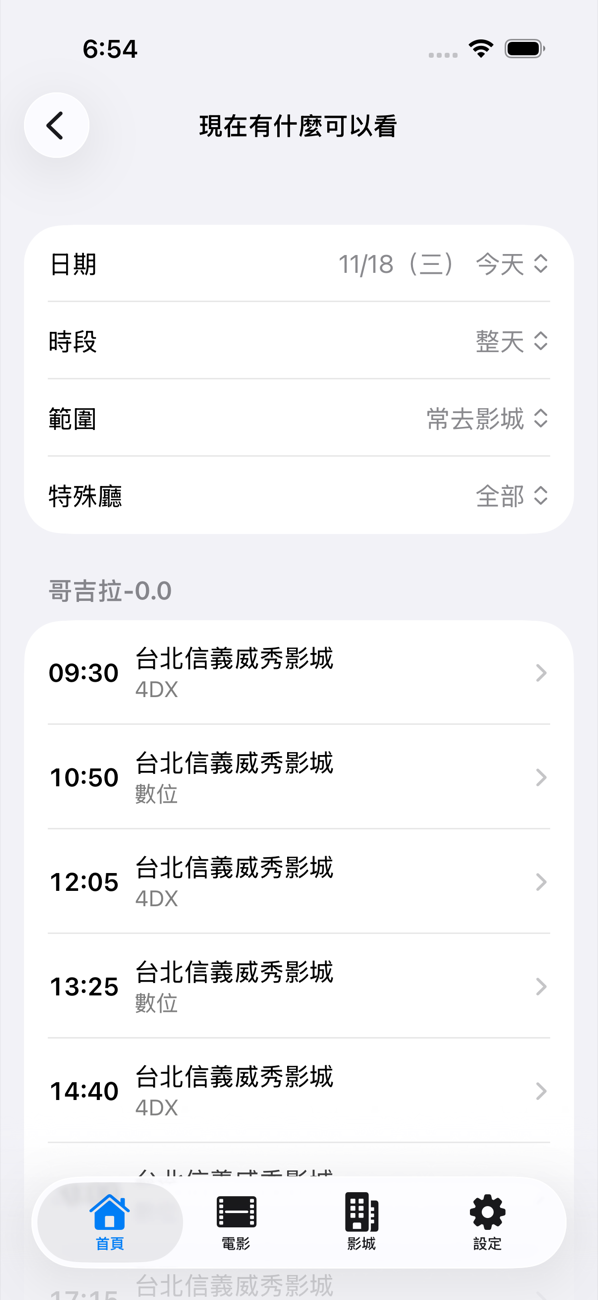 6:54
現在有什麼可以看
日期 11/18（三） 今天
時段 整天
範圍 常去影城
特殊廳 全部
哥吉拉-0.0
09:30 台北信義威秀影城
4DX
10:50 台北信義威秀影城
數位
12:05 台北信義威秀影城
4DX
13:25 台北信義威秀影城
數位
14:40 台北信義威秀影城
4DX
首頁 電影 影城 設定
17:15 台北信義威秀影城